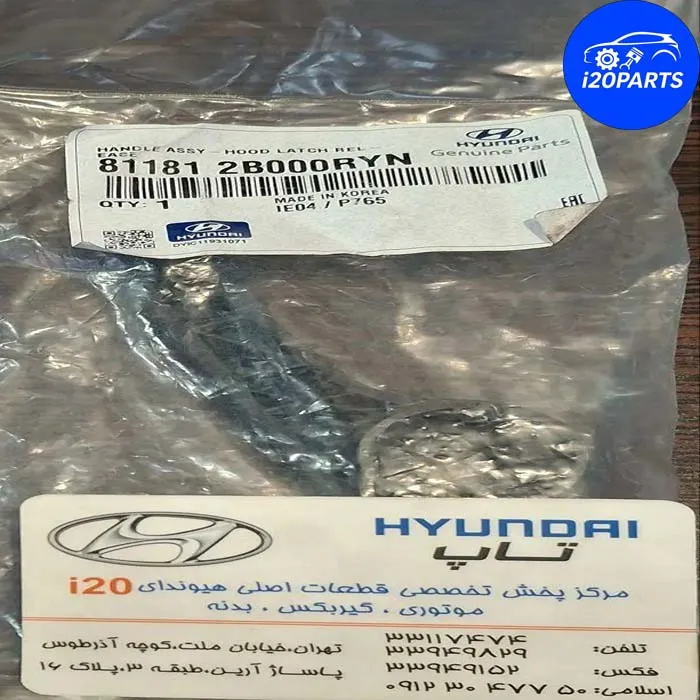 i20PARTS
HANDLE ASSY - HOOD LATCH REL-
EASE
81181 2B000RYN
HYUNDAI
Genuine Parts
QTY: 1
MADE IN KOREA
IE04 / P765
EAC
HYUNDAI
DYIC11931071
HYUNDAI
تاپ
مرکز پخش تخصصی قطعات اصلی هیوندای i20
موتوری . گیربکس . بدنه
تهران،خیابان ملت،کوچه آذرطوس
پاساژ آرین،طبقه ۳،پلاک ۱۶
تلفن: ۳۳۱۱۷۴۷۴
۳۳۹۴۹۸۲۹
فکس: ۳۳۹۴۹۱۵۲
اسلامی: ۰۹۱۲ ۳۰ ۴۷۷ ۵۰